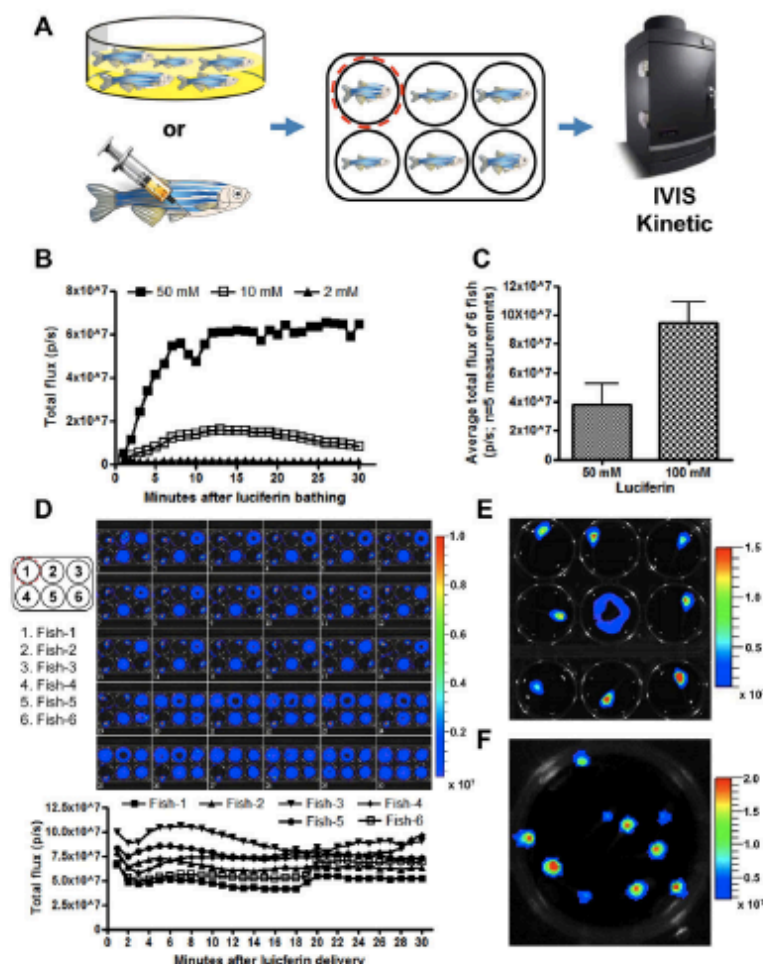 A
or
IVIS
Kinetic
B
50 mM 10 mM 2 mM
8x10^7
6x10^7
4x10^7
2x10^7
0
Total flux (p/s)
0 5 10 15 20 25 30
Minutes after luciferin bathing
C
12x10^7
10X10^7
8x10^7
6x10^7
4x10^7
2x10^7
0
Average total flux of 6 fish
(p/s; n=5 measurements)
50 mM 100 mM
Luciferin
D
1 2 3
4 5 6
1. Fish-1
2. Fish-2
3. Fish-3
4. Fish-4
5. Fish-5
6. Fish-6
1.0
0.8
0.6
0.4
0.2
Fish-1 Fish-2 Fish-3 Fish-4
Fish-5 Fish-6
12.5x10^7
10.0x10^7
7.5x10^7
5.0x10^7
2.5x10^7
0
Total flux (p/s)
0 2 4 6 8 10 12 14 16 18 20 22 24 26 28 30
Minutes after luicferin delivery
E
1.5
1.0
0.5
F
2.0
1.5
1.0
0.5